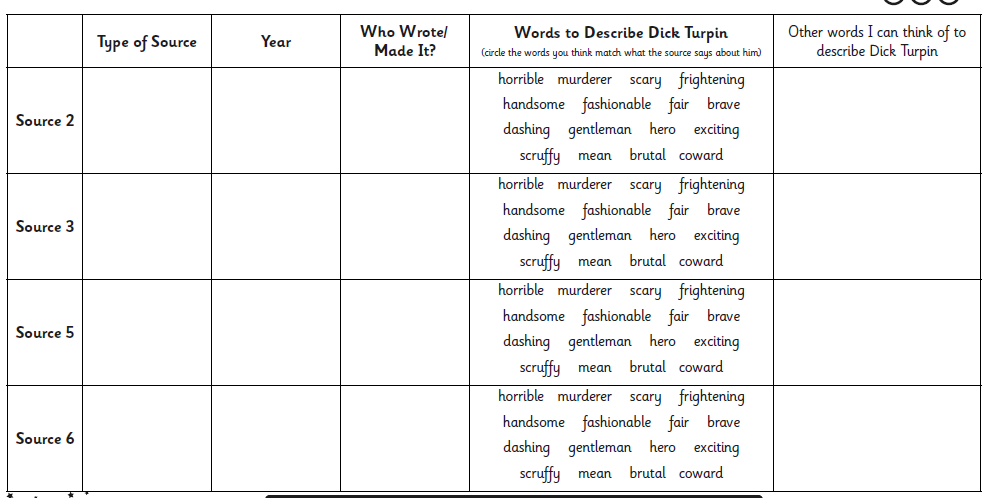 Type of Source
Year
Who Wrote/
Made It?
Words to Describe Dick Turpin
(circle the words you think match what the source says about him)
Other words I can think of to
describe Dick Turpin
Source 2
horrible murderer scary frightening
handsome fashionable fair brave
dashing gentleman hero exciting
scruffy mean brutal coward
Source 3
horrible murderer scary frightening
handsome fashionable fair brave
dashing gentleman hero exciting
scruffy mean brutal coward
Source 5
horrible murderer scary frightening
handsome fashionable fair brave
dashing gentleman hero exciting
scruffy mean brutal coward
Source 6
horrible murderer scary frightening
handsome fashionable fair brave
dashing gentleman hero exciting
scruffy mean brutal coward